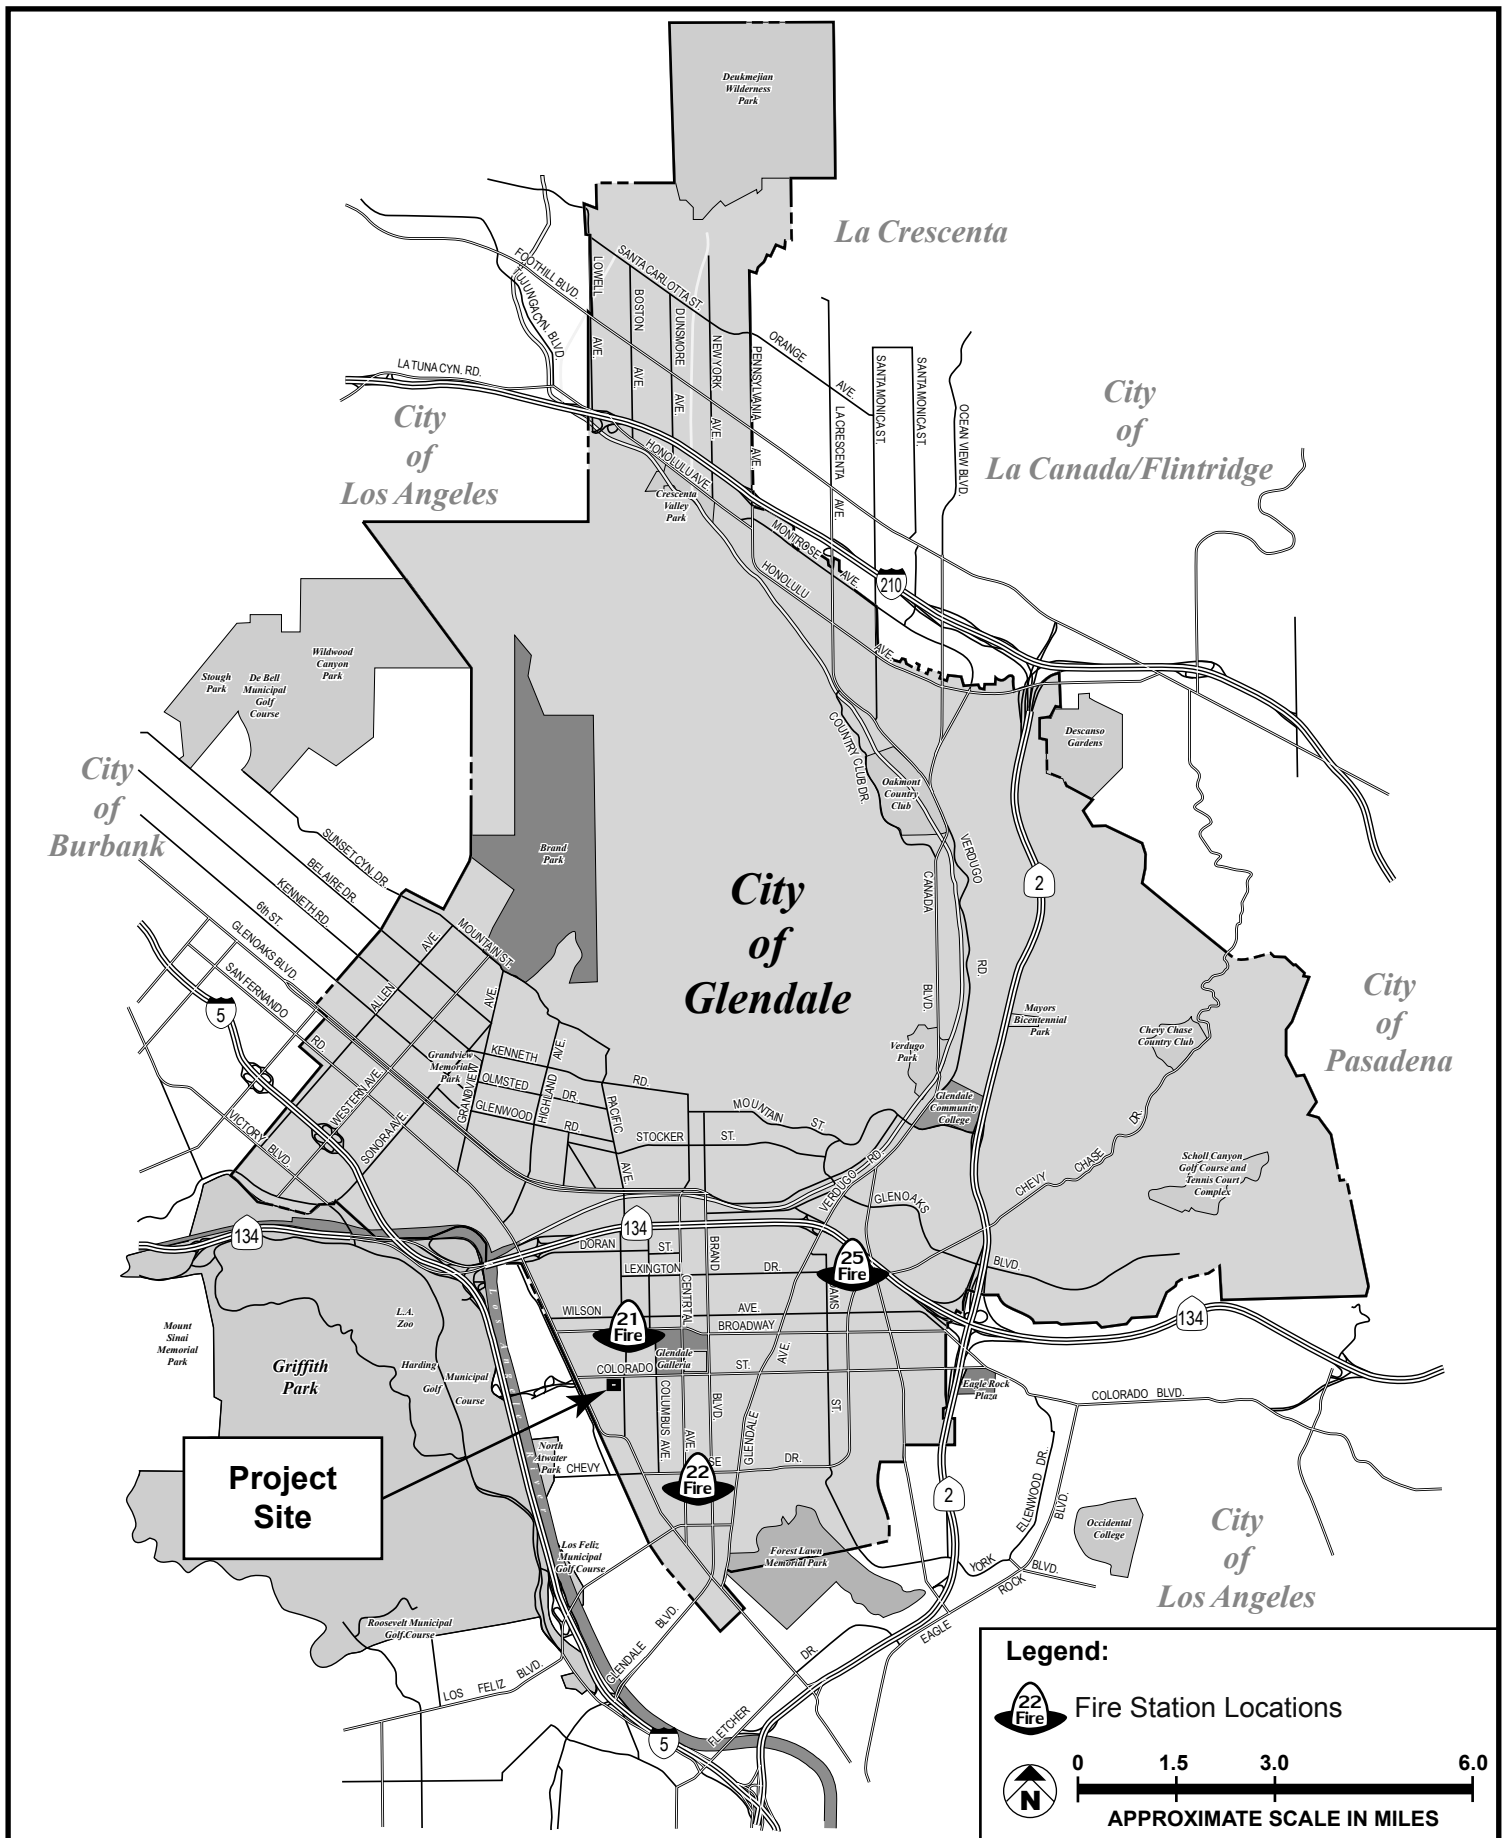 Deukmejian
Wilderness
Park
La Crescenta
FOOTHILL BLVD.
TUJUNGA CYN. BLVD.
LOWELL
AVE.
SANTA CARLOTTA ST.
BOSTON
AVE.
DUNSMORE
AVE.
NEW YORK
AVE.
PENNSYLVANIA
AVE.
ORANGE
AVE.
LA CRESCENTA
AVE.
SANTA MONICA ST.
SANTA MONICA ST.
OCEAN VIEW BLVD.
LA TUNA CYN. RD.
City
of
Los Angeles
City
of
La Canada/Flintridge
HONOLULU AVE.
Crescenta
Valley
Park
MONTROSE
AVE.
HONOLULU
AVE.
210
Wildwood
Canyon
Park
Stough
Park
De Bell
Municipal
Golf
Course
Descanso
Gardens
COUNTRY CLUB DR.
Oakmont
Country
Club
City
of
Burbank
SUNSET CYN. DR.
BEL AIRE DR.
KENNETH RD.
6th ST.
GLENOAKS BLVD.
SAN FERNANDO
RD.
Brand
Park
City
of
Glendale
CANADA
BLVD.
VERDUGO
RD.
2
5
ALLEN
AVE.
MOUNTAIN ST.
WESTERN AVE.
SONORA AVE.
VICTORY BLVD.
Grandview
Memorial
Park
GRANDVIEW
AVE.
KENNETH
RD.
OLMSTED
DR.
GLENWOOD
RD.
HIGHLAND
AVE.
PACIFIC
AVE.
STOCKER
ST.
MOUNTAIN
ST.
Mayors
Bicentennial
Park
Verdugo
Park
Glendale
Community
College
Chevy Chase
Country Club
City
of
Pasadena
CHEVY
CHASE
DR.
Scholl Canyon
Golf Course and
Tennis Court
Complex
VERDUGO
RD.
GLENOAKS
BLVD.
134
134
134
DORAN
ST.
LEXINGTON
DR.
BRAND
BLVD.
CENTRTAL
AVE.
WILSON
AVE.
BROADWAY
COLORADO
ST.
COLUMBUS AVE.
GLENDALE
AVE.
ST.
25
Fire
21
Fire
22
Fire
Glendale
Galleria
CHEVY
DR.
Mount
Sinai
Memorial
Park
L.A.
Zoo
Griffith
Park
Harding
Municipal
Golf
Course
Project
Site
North
Atwater
Park
Los Feliz
Municipal
Golf Course
Roosevelt Municipal
Golf Course
LOS FELIZ BLVD.
GLENDALE BLVD.
FLETCHER
DR.
5
Eagle Rock
Plaza
COLORADO BLVD.
ELLENWOOD DR.
BLVD.
2
Occidental
College
Forest Lawn
Memorial Park
YORK
BLVD.
EAGLE
ROCK
City
of
Los Angeles
Legend:
22
Fire
Fire Station Locations
N
0 1.5 3.0 6.0
APPROXIMATE SCALE IN MILES